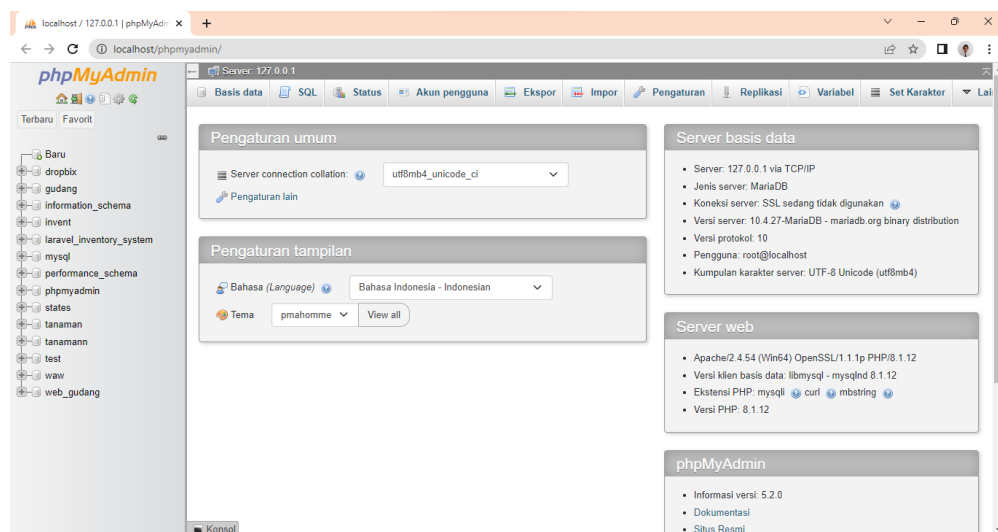 localhost / 127.0.0.1 | phpMyAdm
localhost/phpmyadmin/
phpMyAdmin
Terbaru Favorit
Baru
dropbix
gudang
information_schema
invent
laravel_inventory_system
mysql
performance_schema
phpmyadmin
states
tanaman
tanamann
test
waw
web_gudang
Server: 127.0.0.1
Basis data SQL Status Akun pengguna Ekspor Impor Pengaturan Replikasi Variabel Set Karakter Lai
Pengaturan umum
Server connection collation: utf8mb4_unicode_ci
Pengaturan lain
Pengaturan tampilan
Bahasa (Language) Bahasa Indonesia - Indonesian
Tema pmahomme View all
Server basis data
Server: 127.0.0.1 via TCP/IP
Jenis server: MariaDB
Koneksi server: SSL sedang tidak digunakan
Versi server: 10.4.27-MariaDB - mariadb.org binary distribution
Versi protokol: 10
Pengguna: root@localhost
Kumpulan karakter server: UTF-8 Unicode (utf8mb4)
Server web
Apache/2.4.54 (Win64) OpenSSL/1.1.1p PHP/8.1.12
Versi klien basis data: libmysql - mysqlnd 8.1.12
Ekstensi PHP: mysqli curl mbstring
Versi PHP: 8.1.12
phpMyAdmin
Informasi versi: 5.2.0
Dokumentasi
Situs Resmi
Konsol